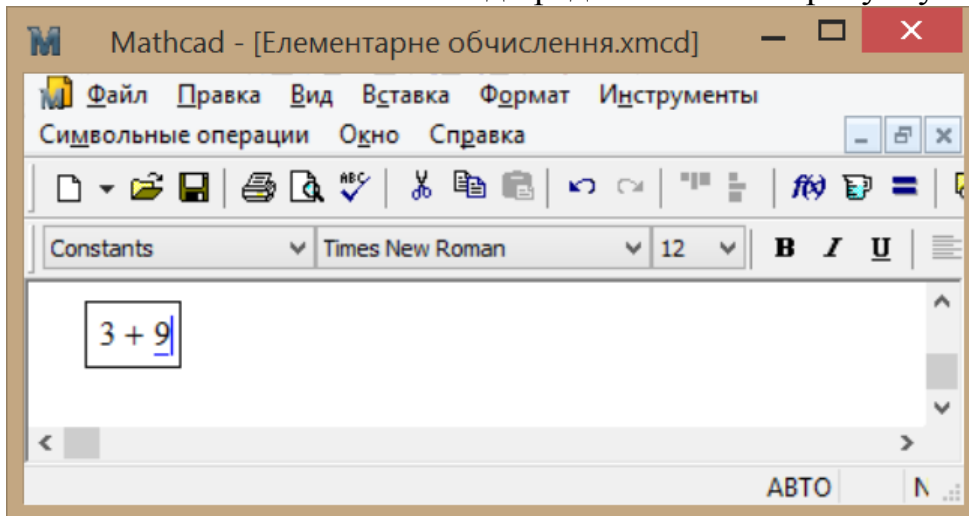 Mathcad - [Елементарне обчислення.xmcd]
Файл Правка Вид Вставка Формат Инструменты
Символьные операции Окно Справка
ABC f(x)
Constants Times New Roman 12 B I U
3 + 9
АВТО